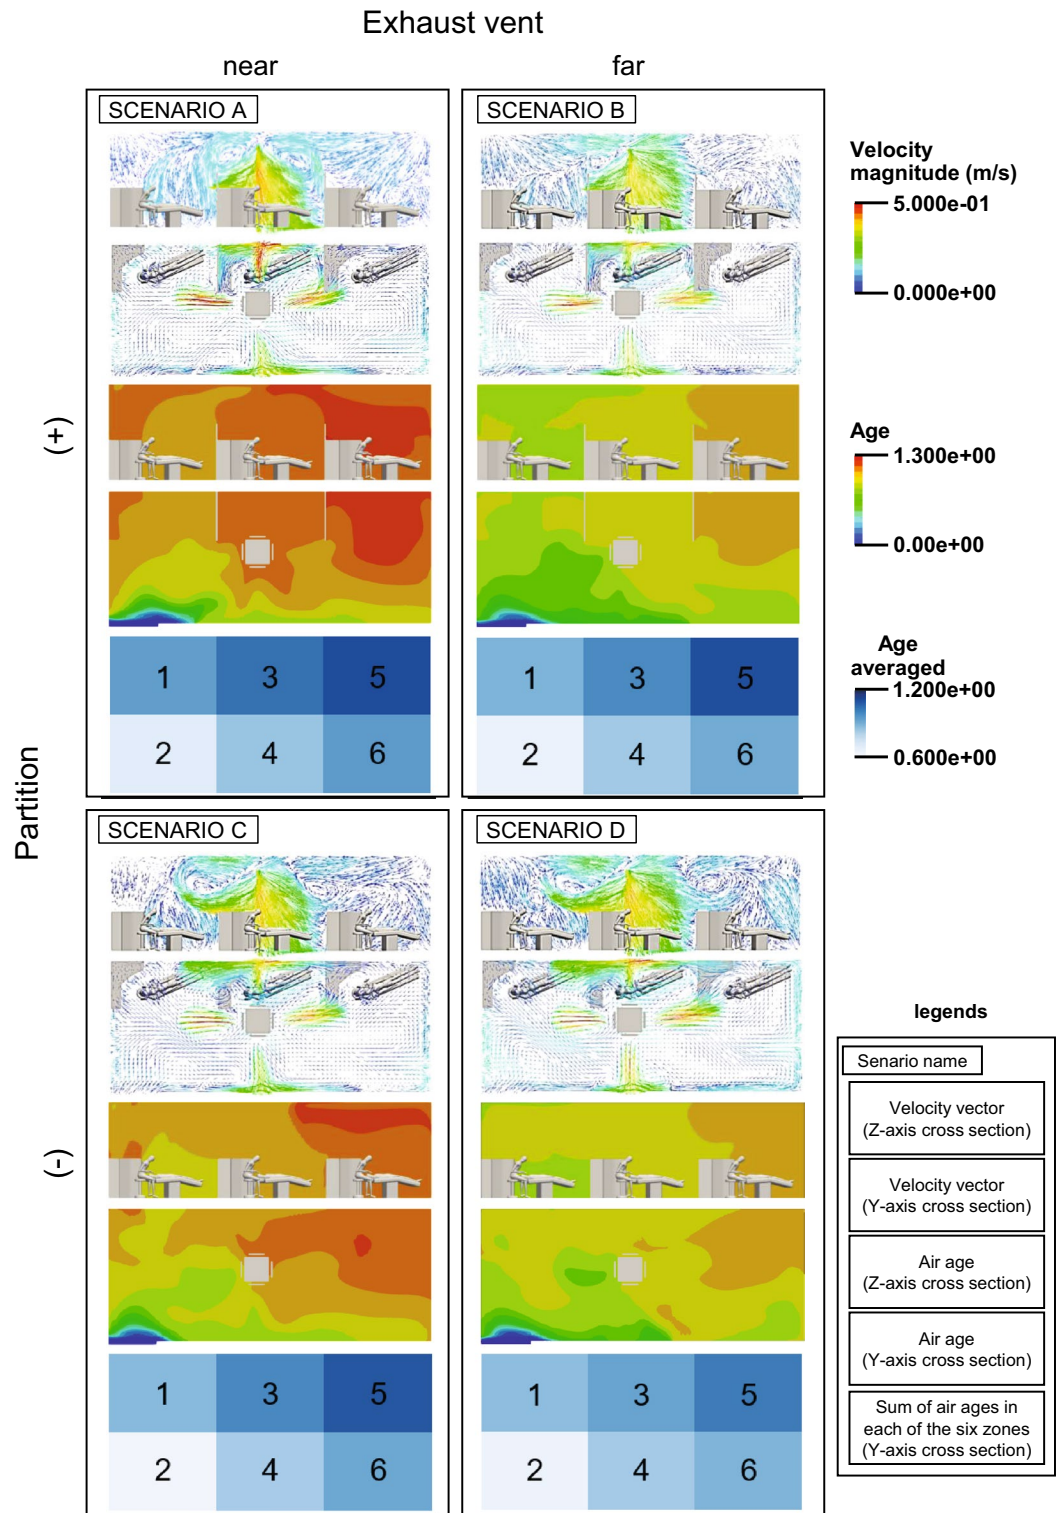 Exhaust vent
near
far
Partition
(+)
SCENARIO A
1
3
5
2
4
6
SCENARIO B
1
3
5
2
4
6
Velocity
magnitude (m/s)
5.000e-01
0.000e+00
Age
1.300e+00
0.00e+00
Age
averaged
1.200e+00
0.600e+00
(-)
SCENARIO C
1
3
5
2
4
6
SCENARIO D
1
3
5
2
4
6
legends
Senario name
Velocity vector
(Z-axis cross section)
Velocity vector
(Y-axis cross section)
Air age
(Z-axis cross section)
Air age
(Y-axis cross section)
Sum of air ages in
each of the six zones
(Y-axis cross section)